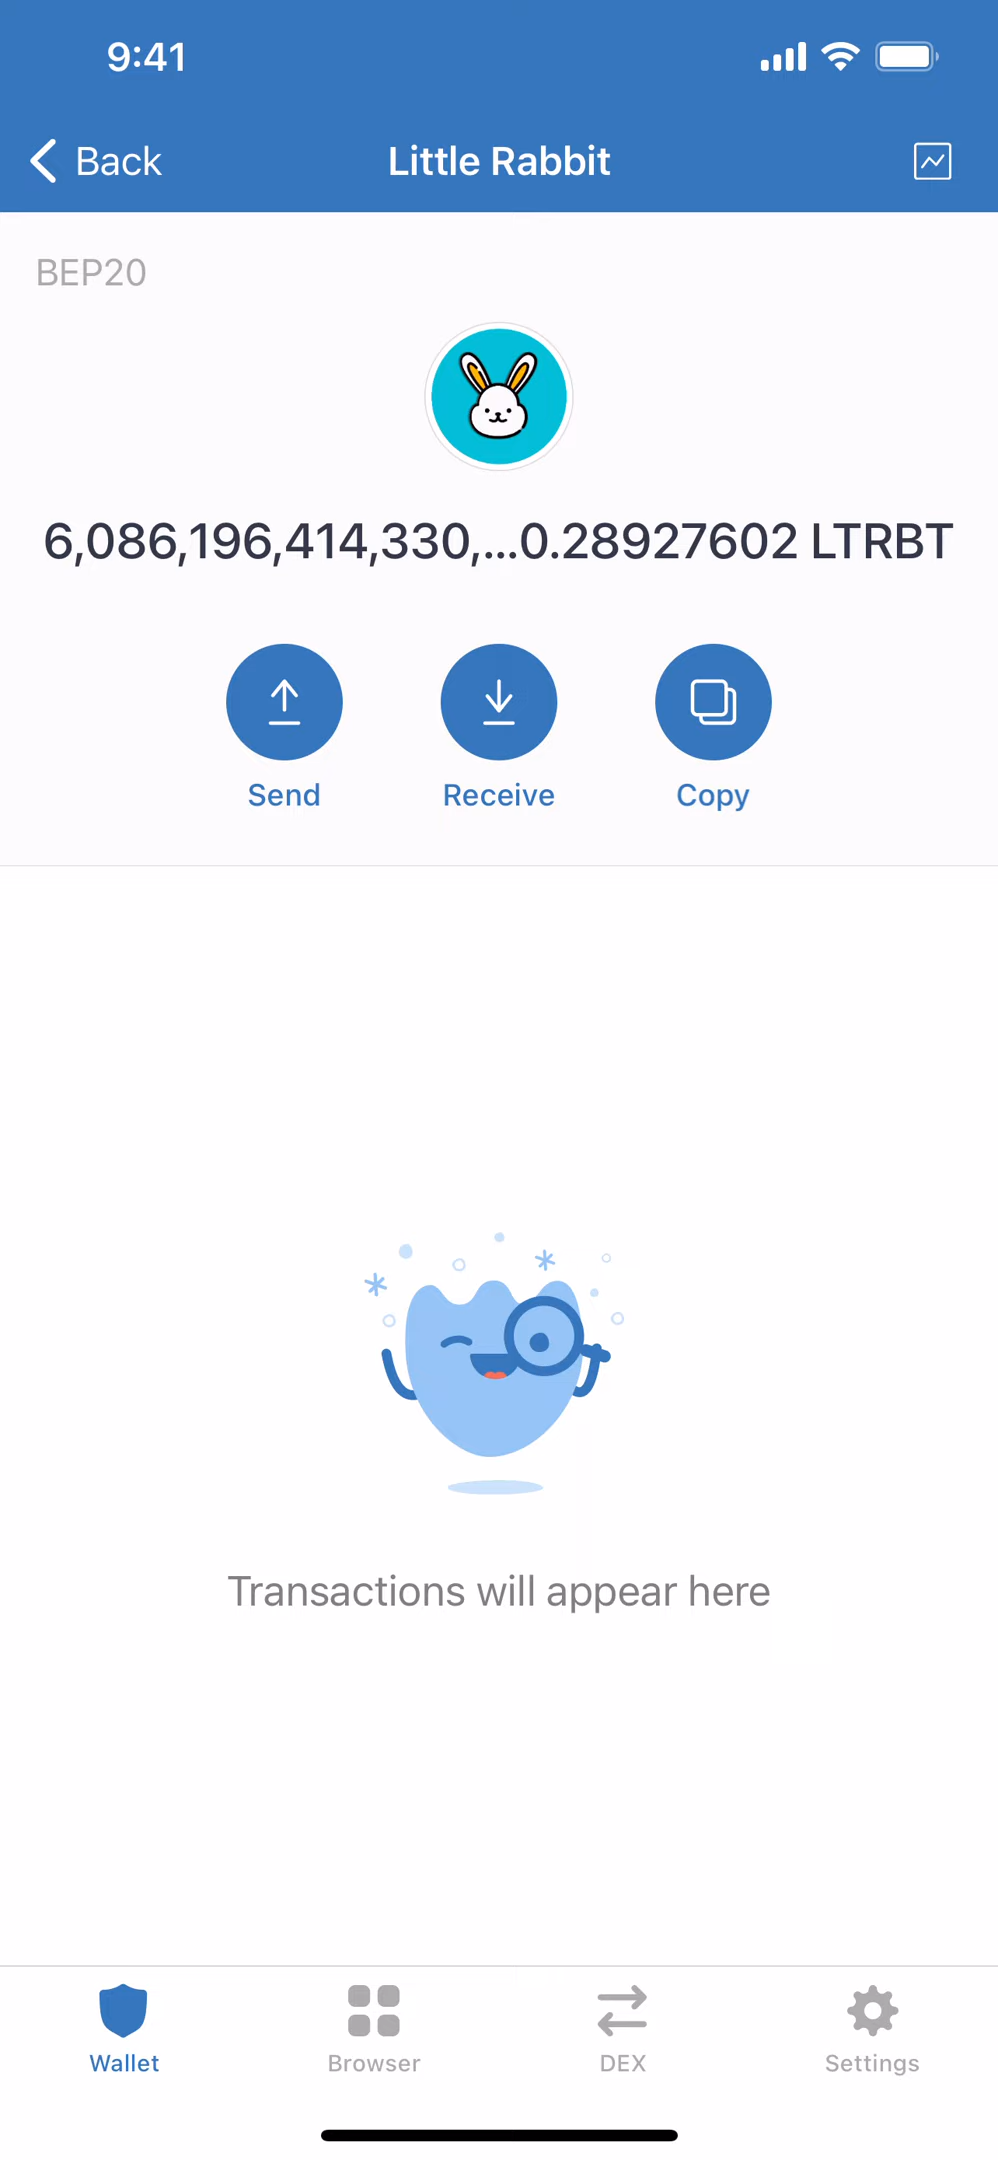 9:41
Back
Little Rabbit
BEP20
6,086,196,414,330,...0.28927602 LTRBT
Send
Receive
Copy
Transactions will appear here
Wallet
Browser
DEX
Settings